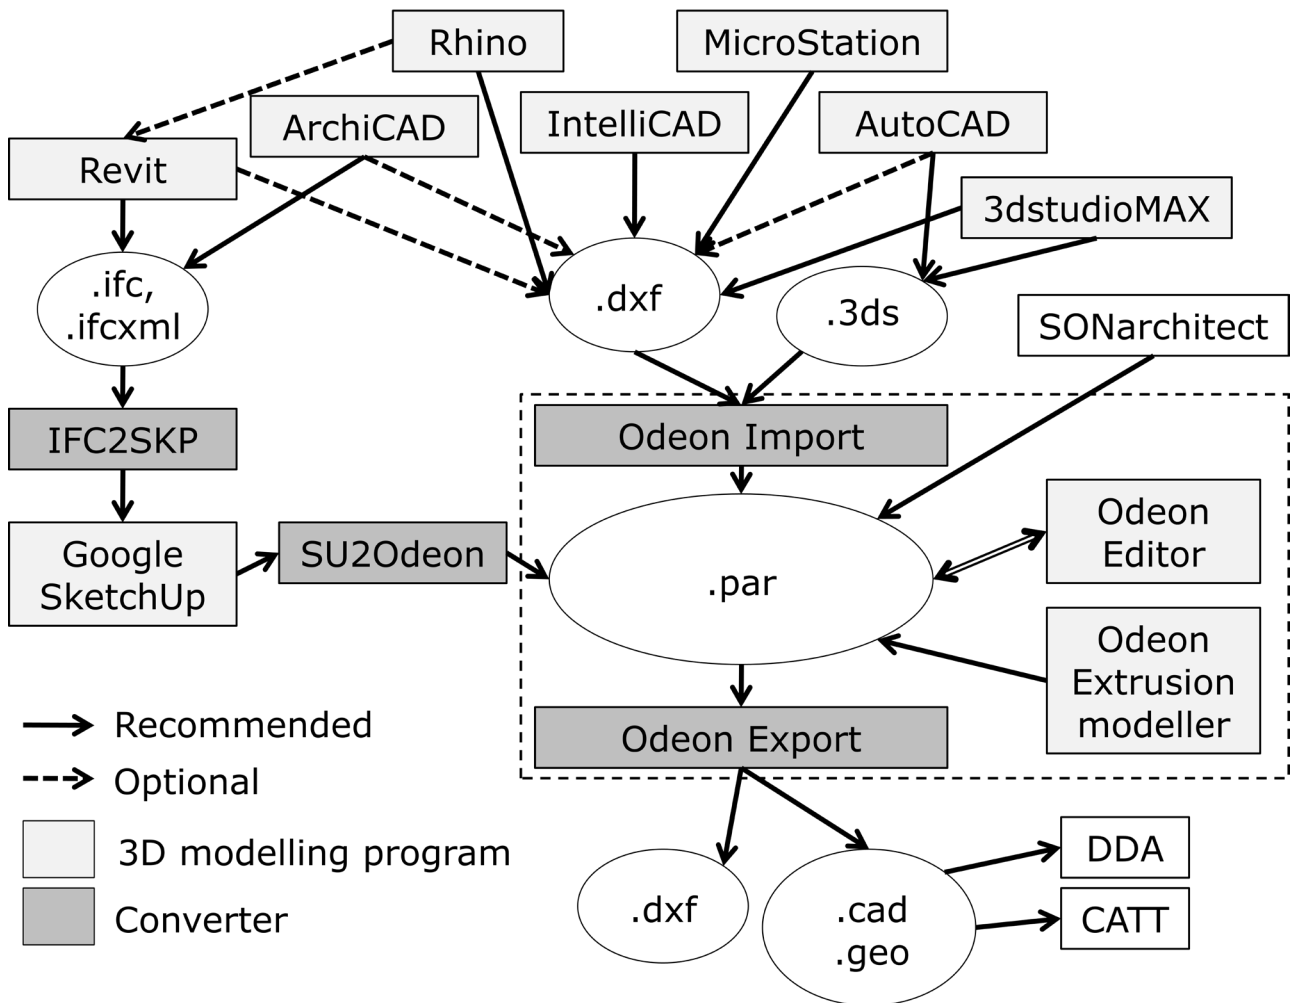 Rhino
MicroStation
ArchiCAD
IntelliCAD
AutoCAD
Revit
3dstudioMAX
.ifc,
.ifcxml
.dxf
.3ds
SONarchitect
IFC2SKP
Odeon Import
Google
SketchUp
SU2Odeon
.par
Odeon
Editor
Odeon
Extrusion
modeller
Odeon Export
Recommended
Optional
3D modelling program
Converter
.dxf
.cad
.geo
DDA
CATT